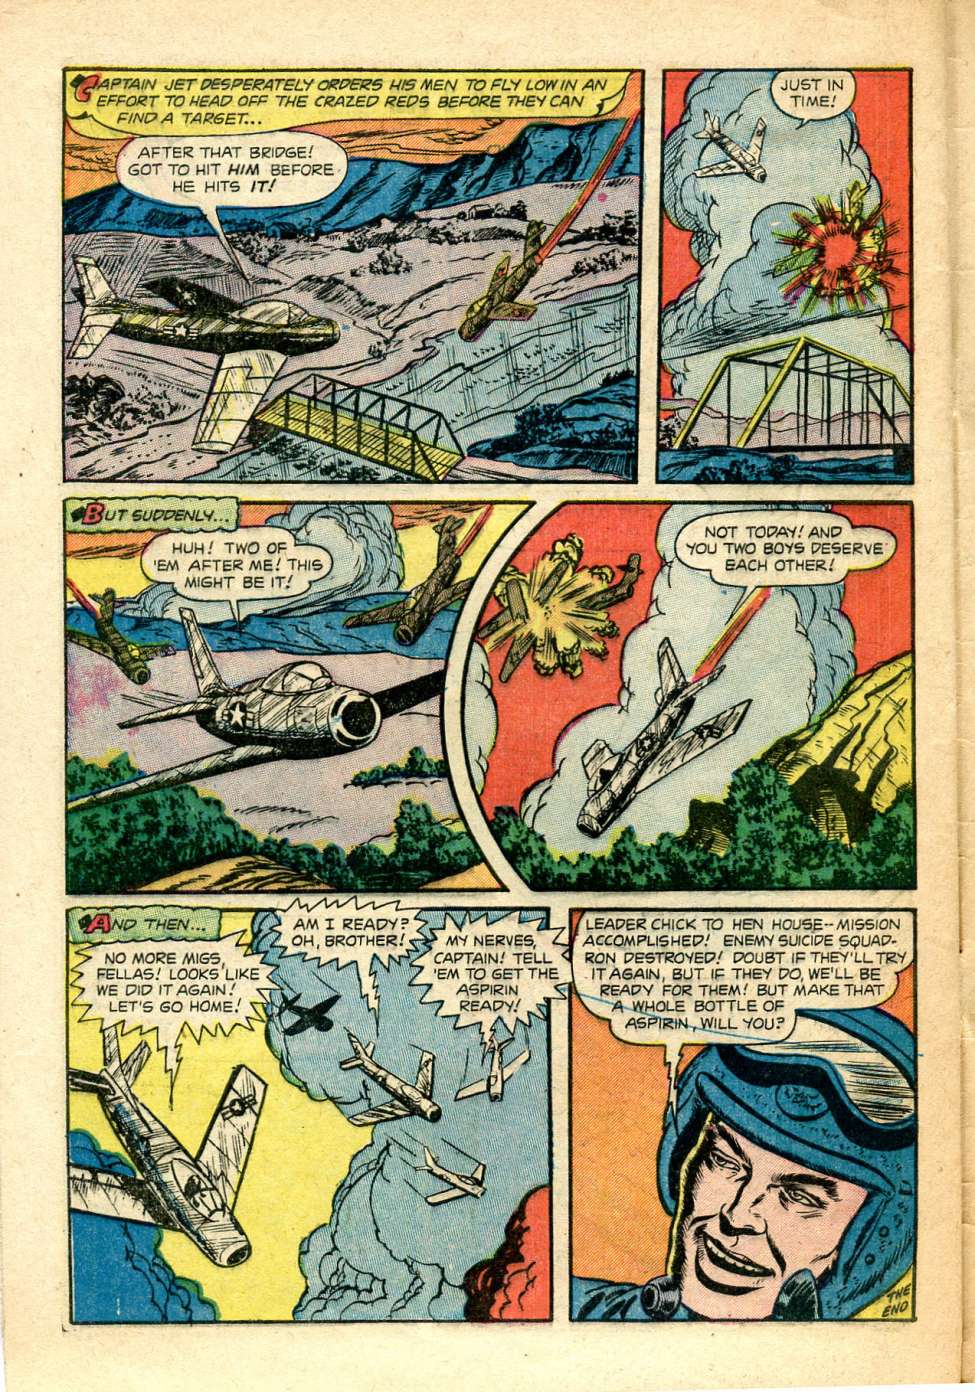 CAPTAIN JET DESPERATELY ORDERS HIS MEN TO FLY LOW IN AN
EFFORT TO HEAD OFF THE CRAZED REDS BEFORE THEY CAN
FIND A TARGET...
AFTER THAT BRIDGE!
GOT TO HIT HIM BEFORE
HE HITS IT!
JUST IN
TIME!
BUT SUDDENLY...
HUH! TWO OF
'EM AFTER ME! THIS
MIGHT BE IT!
NOT TODAY! AND
YOU TWO BOYS DESERVE
EACH OTHER!
AND THEN...
NO MORE MIGS,
FELLAS! LOOKS LIKE
WE DID IT AGAIN!
LET'S GO HOME!
AM I READY?
OH, BROTHER!
MY NERVES,
CAPTAIN! TELL
'EM TO GET THE
ASPIRIN
READY!
LEADER CHICK TO HEN HOUSE--MISSION
ACCOMPLISHED! ENEMY SUICIDE SQUAD-
RON DESTROYED! DOUBT IF THEY'LL TRY
IT AGAIN, BUT IF THEY DO, WE'LL BE
READY FOR THEM! BUT MAKE THAT
A WHOLE BOTTLE OF
ASPIRIN, WILL YOU?
THE
END